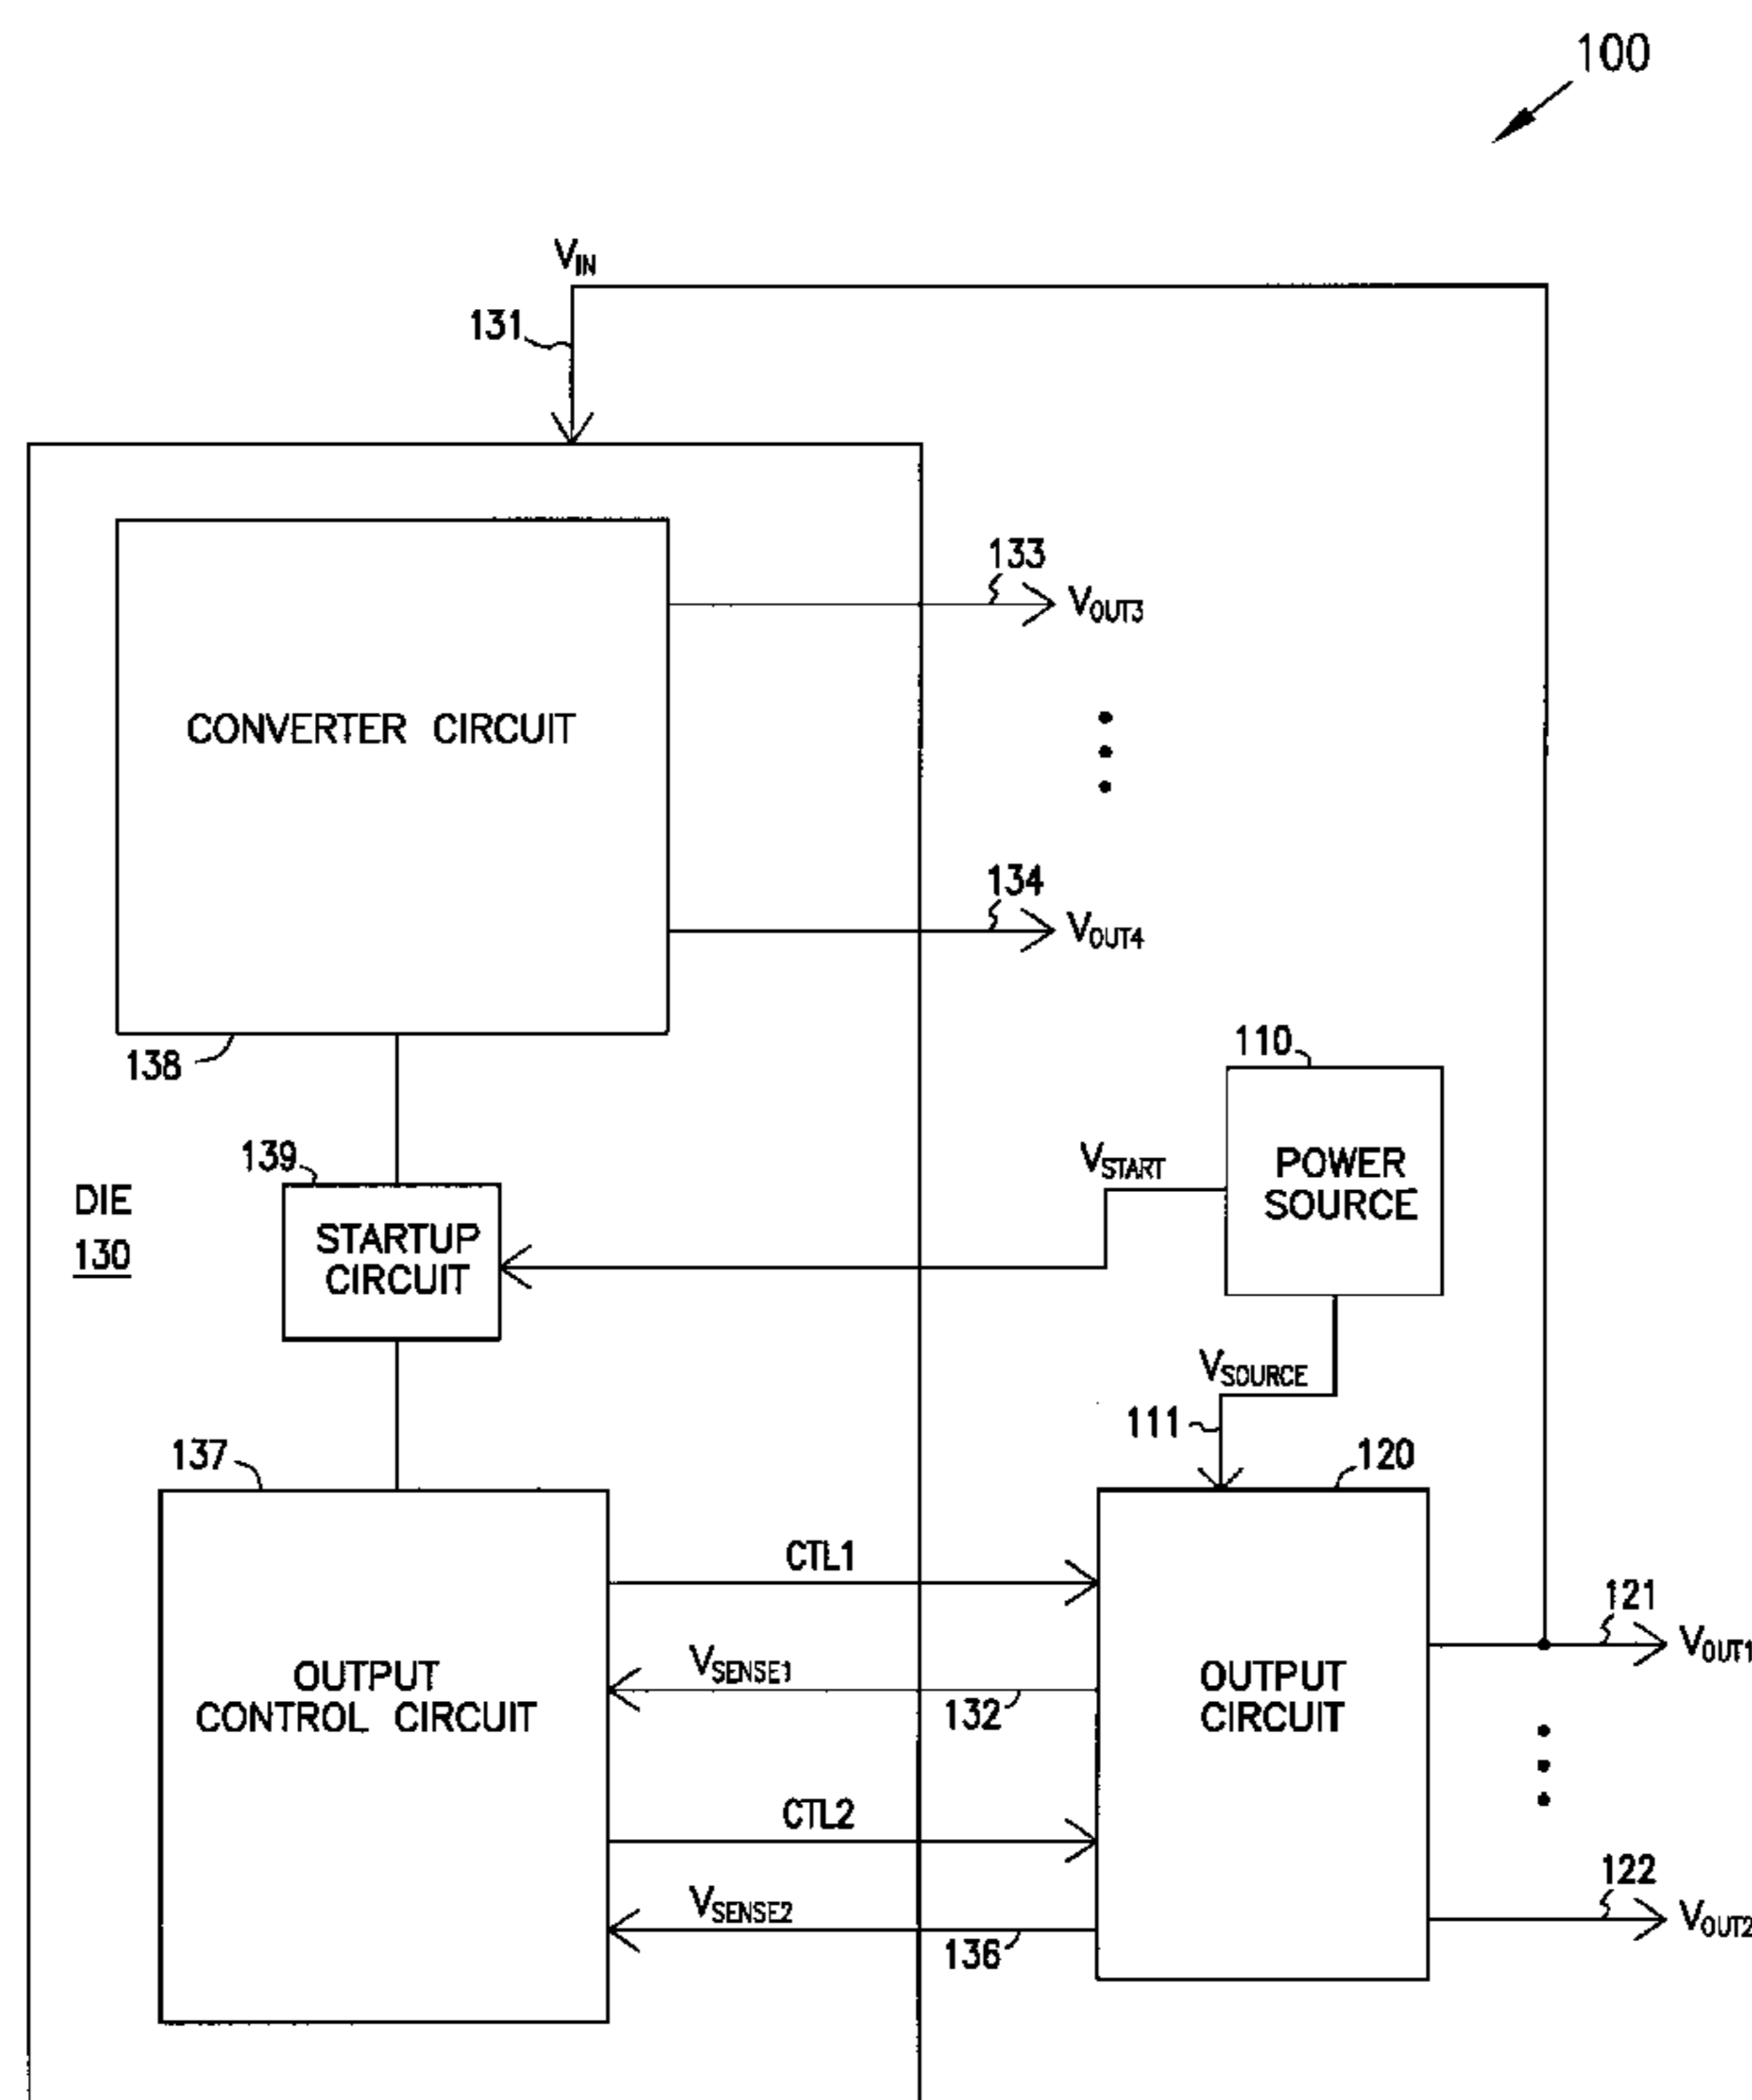 100
VIN
131
133
VOUT3
CONVERTER CIRCUIT
134
VOUT4
138
110
139
VSTART
POWER
SOURCE
DIE
130
STARTUP
CIRCUIT
VSOURCE
111
137
120
CTL1
121
VOUT1
VSENSE1
132
OUTPUT
CONTROL CIRCUIT
OUTPUT
CIRCUIT
CTL2
122
VOUT2
VSENSE2
136